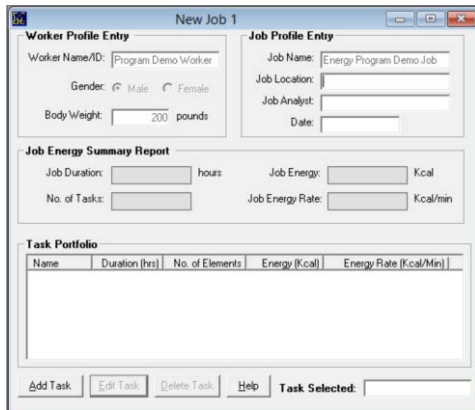 New Job 1
Worker Profile Entry
Worker Name/ID: Program Demo Worker
Gender: Male Female
Body Weight: 200 pounds
Job Profile Entry
Job Name: Energy Program Demo Job
Job Location:
Job Analyst:
Date:
Job Energy Summary Report
Job Duration: hours Job Energy: Kcal
No. of Tasks: Job Energy Rate: Kcal/min
Task Portfolio
Name Duration (hrs) No. of Elements Energy (Kcal) Energy Rate (Kcal/Min)
Add Task Edit Task Delete Task Help Task Selected: